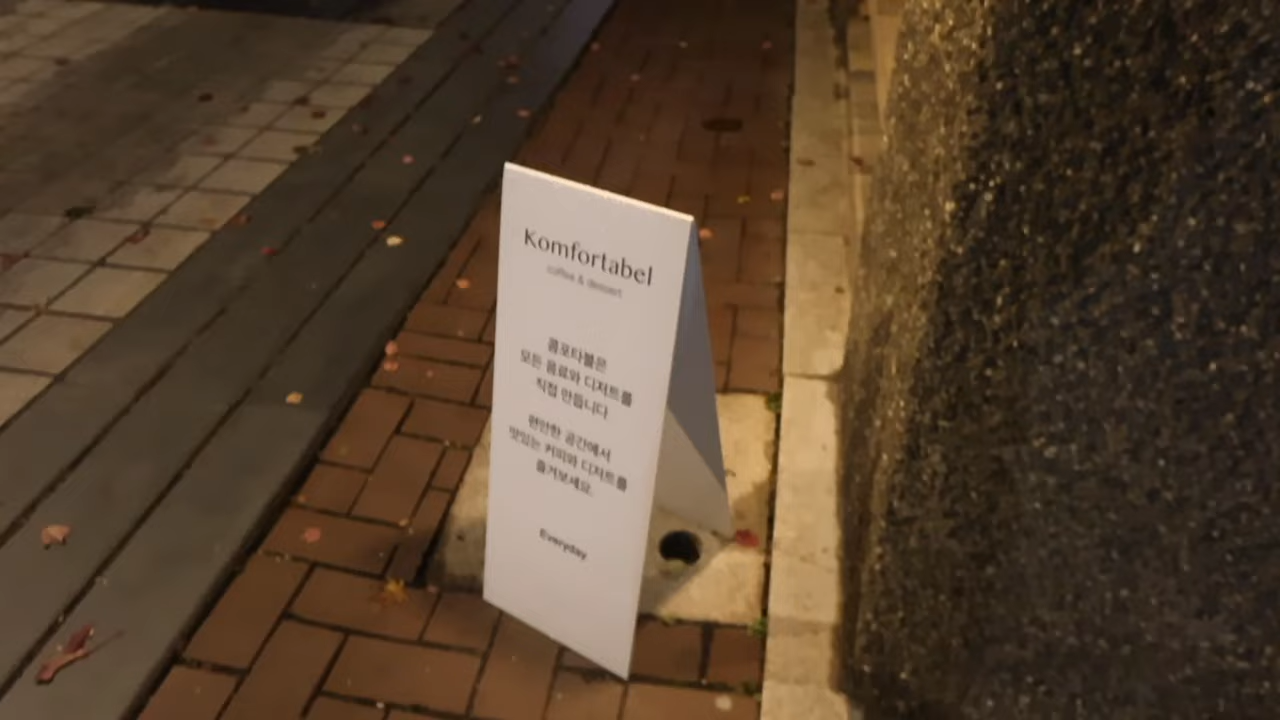 Komfortabel
coffee & dessert
콤포타블은
모든 음료와 디저트를
직접 만듭니다
편안한 공간에서
맛있는 커피와 디저트를
즐겨보세요.
Everyday